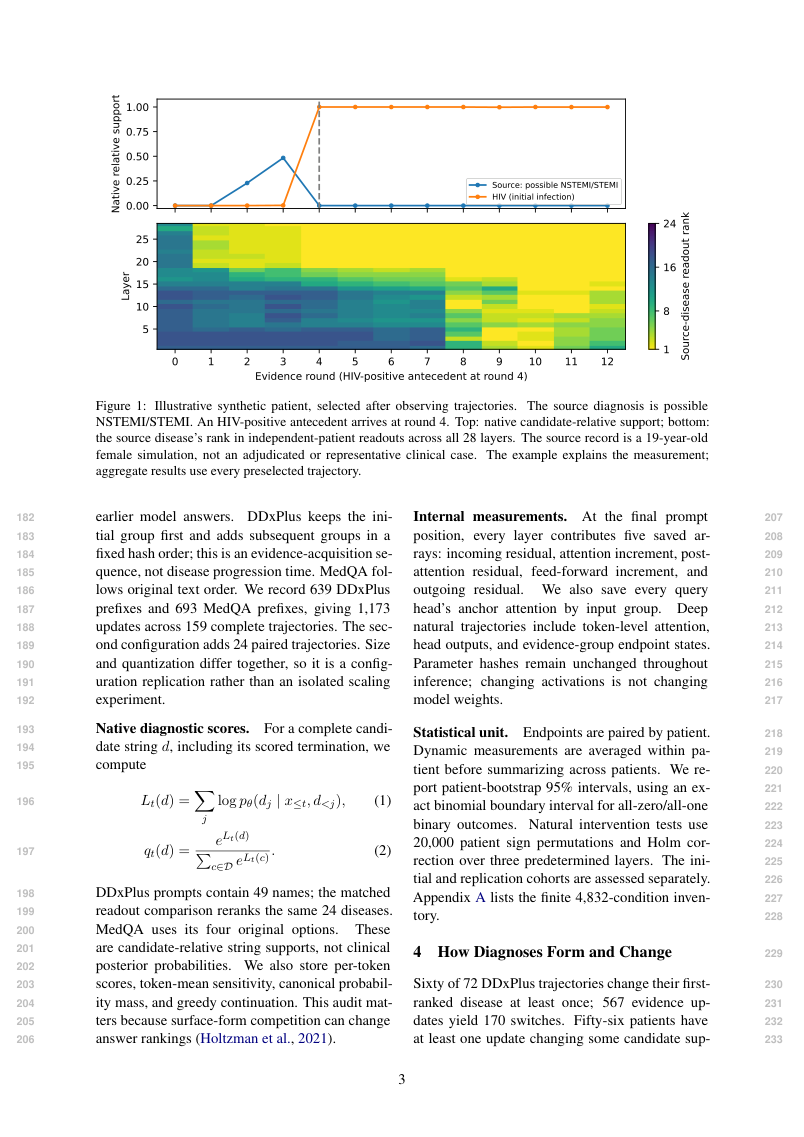 Native relative support
1.00
0.75
0.50
0.25
0.00
Source: possible NSTEMI/STEMI
HIV (initial infection)
Layer
25
20
15
10
5
0 1 2 3 4 5 6 7 8 9 10 11 12
Evidence round (HIV-positive antecedent at round 4)
24
16
8
1
Source-disease readout rank
Figure 1: Illustrative synthetic patient, selected after observing trajectories. The source diagnosis is possible
NSTEMI/STEMI. An HIV-positive antecedent arrives at round 4. Top: native candidate-relative support; bottom:
the source disease's rank in independent-patient readouts across all 28 layers. The source record is a 19-year-old
female simulation, not an adjudicated or representative clinical case. The example explains the measurement;
aggregate results use every preselected trajectory.
182 earlier model answers. DDxPlus keeps the ini-
183 tial group first and adds subsequent groups in a
184 fixed hash order; this is an evidence-acquisition se-
185 quence, not disease progression time. MedQA fol-
186 lows original text order. We record 639 DDxPlus
187 prefixes and 693 MedQA prefixes, giving 1,173
188 updates across 159 complete trajectories. The sec-
189 ond configuration adds 24 paired trajectories. Size
190 and quantization differ together, so it is a config-
191 uration replication rather than an isolated scaling
192 experiment.
193 Native diagnostic scores. For a complete candi-
194 date string d, including its scored termination, we
195 compute
196 L_t(d) = ∑_j log p_θ(d_j | x_{≤t}, d_{<j}), (1)
197 q_t(d) = e^{L_t(d)} / ∑_{c∈𝒟} e^{L_t(c)}. (2)
198 DDxPlus prompts contain 49 names; the matched
199 readout comparison reranks the same 24 diseases.
200 MedQA uses its four original options. These
201 are candidate-relative string supports, not clinical
202 posterior probabilities. We also store per-token
203 scores, token-mean sensitivity, canonical probabil-
204 ity mass, and greedy continuation. This audit mat-
205 ters because surface-form competition can change
206 answer rankings (Holtzman et al., 2021).
Internal measurements. At the final prompt 207
position, every layer contributes five saved ar- 208
rays: incoming residual, attention increment, post- 209
attention residual, feed-forward increment, and 210
outgoing residual. We also save every query 211
head's anchor attention by input group. Deep 212
natural trajectories include token-level attention, 213
head outputs, and evidence-group endpoint states. 214
Parameter hashes remain unchanged throughout 215
inference; changing activations is not changing 216
model weights. 217
Statistical unit. Endpoints are paired by patient. 218
Dynamic measurements are averaged within pa- 219
tient before summarizing across patients. We re- 220
port patient-bootstrap 95% intervals, using an ex- 221
act binomial boundary interval for all-zero/all-one 222
binary outcomes. Natural intervention tests use 223
20,000 patient sign permutations and Holm cor- 224
rection over three predetermined layers. The ini- 225
tial and replication cohorts are assessed separately. 226
Appendix A lists the finite 4,832-condition inven- 227
tory. 228
4 How Diagnoses Form and Change 229
Sixty of 72 DDxPlus trajectories change their first- 230
ranked disease at least once; 567 evidence up- 231
dates yield 170 switches. Fifty-six patients have 232
at least one update changing some candidate sup- 233
3